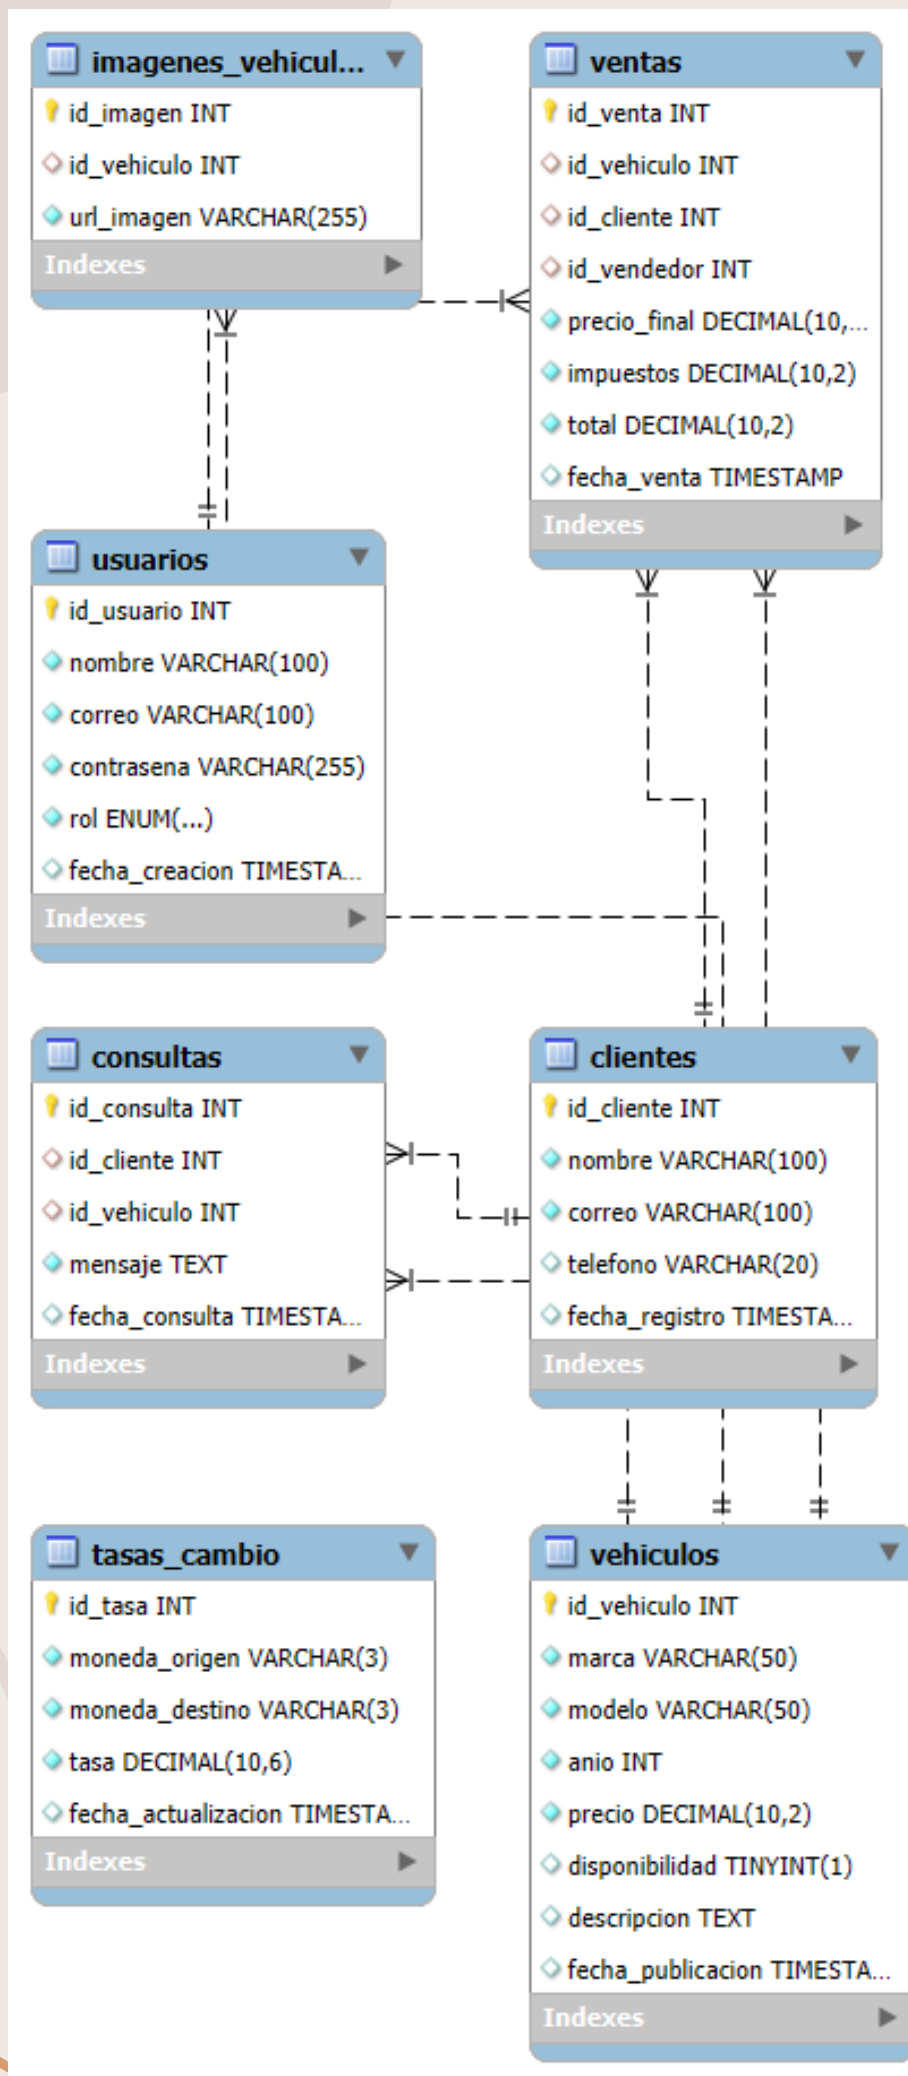 imagenes_vehicul...
id_imagen INT
id_vehiculo INT
url_imagen VARCHAR(255)
Indexes
ventas
id_venta INT
id_vehiculo INT
id_cliente INT
id_vendedor INT
precio_final DECIMAL(10,...
impuestos DECIMAL(10,2)
total DECIMAL(10,2)
fecha_venta TIMESTAMP
Indexes
usuarios
id_usuario INT
nombre VARCHAR(100)
correo VARCHAR(100)
contrasena VARCHAR(255)
rol ENUM(...)
fecha_creacion TIMESTA...
Indexes
consultas
id_consulta INT
id_cliente INT
id_vehiculo INT
mensaje TEXT
fecha_consulta TIMESTA...
Indexes
clientes
id_cliente INT
nombre VARCHAR(100)
correo VARCHAR(100)
telefono VARCHAR(20)
fecha_registro TIMESTA...
Indexes
tasas_cambio
id_tasa INT
moneda_origen VARCHAR(3)
moneda_destino VARCHAR(3)
tasa DECIMAL(10,6)
fecha_actualizacion TIMESTA...
Indexes
vehiculos
id_vehiculo INT
marca VARCHAR(50)
modelo VARCHAR(50)
anio INT
precio DECIMAL(10,2)
disponibilidad TINYINT(1)
descripcion TEXT
fecha_publicacion TIMESTA...
Indexes